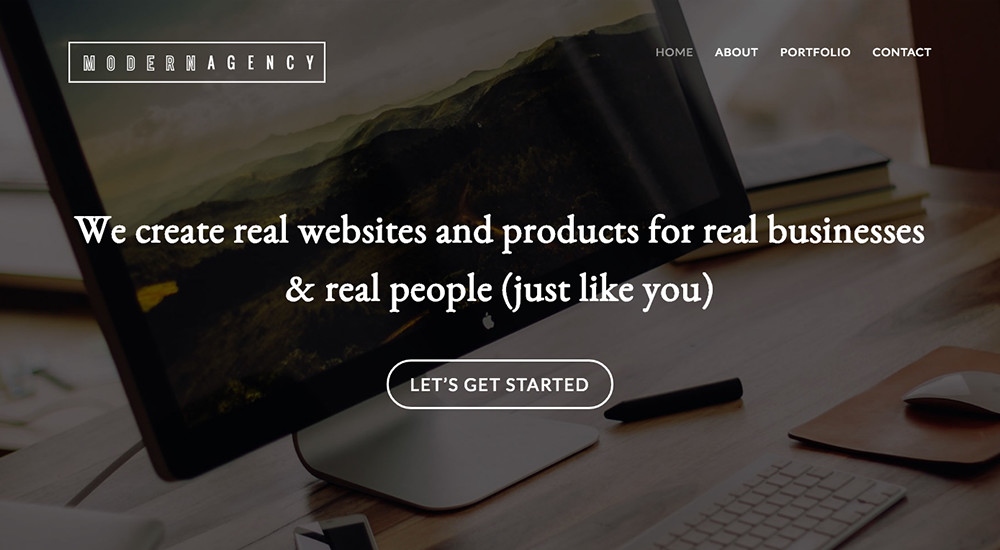 MODERNAGENCY
HOME ABOUT PORTFOLIO CONTACT
We create real websites and products for real businesses
& real people (just like you)
LET'S GET STARTED